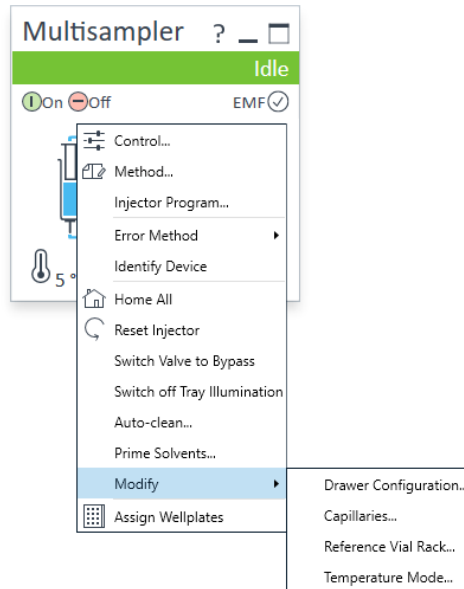 Multisampler ?
Idle
On Off EMF
Control...
Method...
Injector Program...
Error Method
Identify Device
5 °
Home All
Reset Injector
Switch Valve to Bypass
Switch off Tray Illumination
Auto-clean...
Prime Solvents...
Modify
Drawer Configuration...
Assign Wellplates
Capillaries...
Reference Vial Rack...
Temperature Mode...